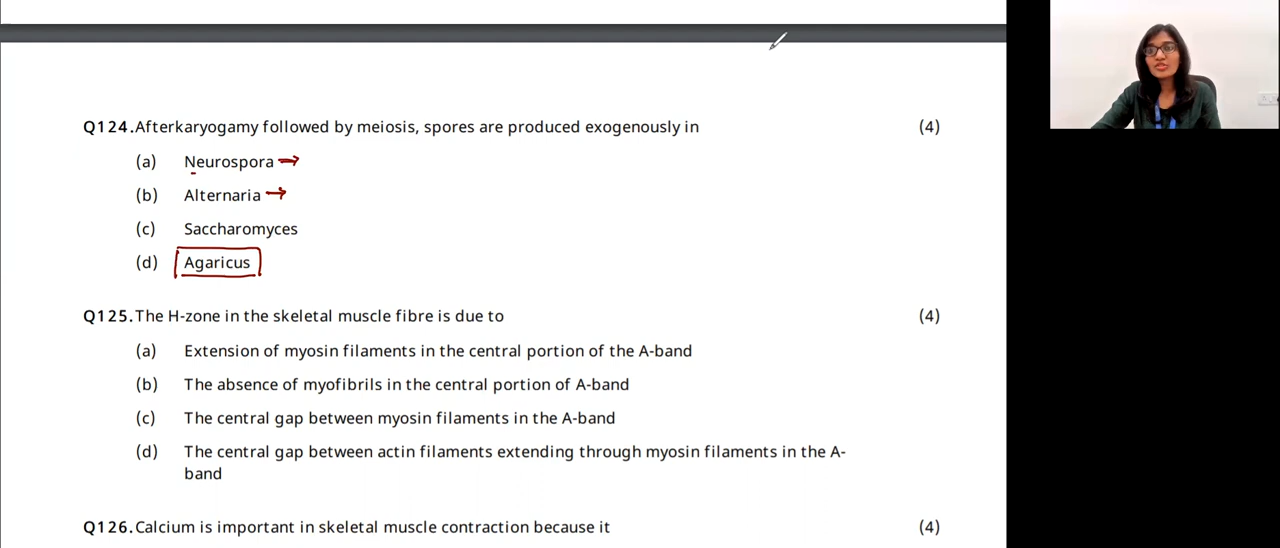 Q124. Afterkaryogamy followed by meiosis, spores are produced exogenously in (4)
(a) Neurospora
(b) Alternaria
(c) Saccharomyces
(d) Agaricus
Q125. The H-zone in the skeletal muscle fibre is due to (4)
(a) Extension of myosin filaments in the central portion of the A-band
(b) The absence of myofibrils in the central portion of A-band
(c) The central gap between myosin filaments in the A-band
(d) The central gap between actin filaments extending through myosin filaments in the A-
band
Q126. Calcium is important in skeletal muscle contraction because it (4)